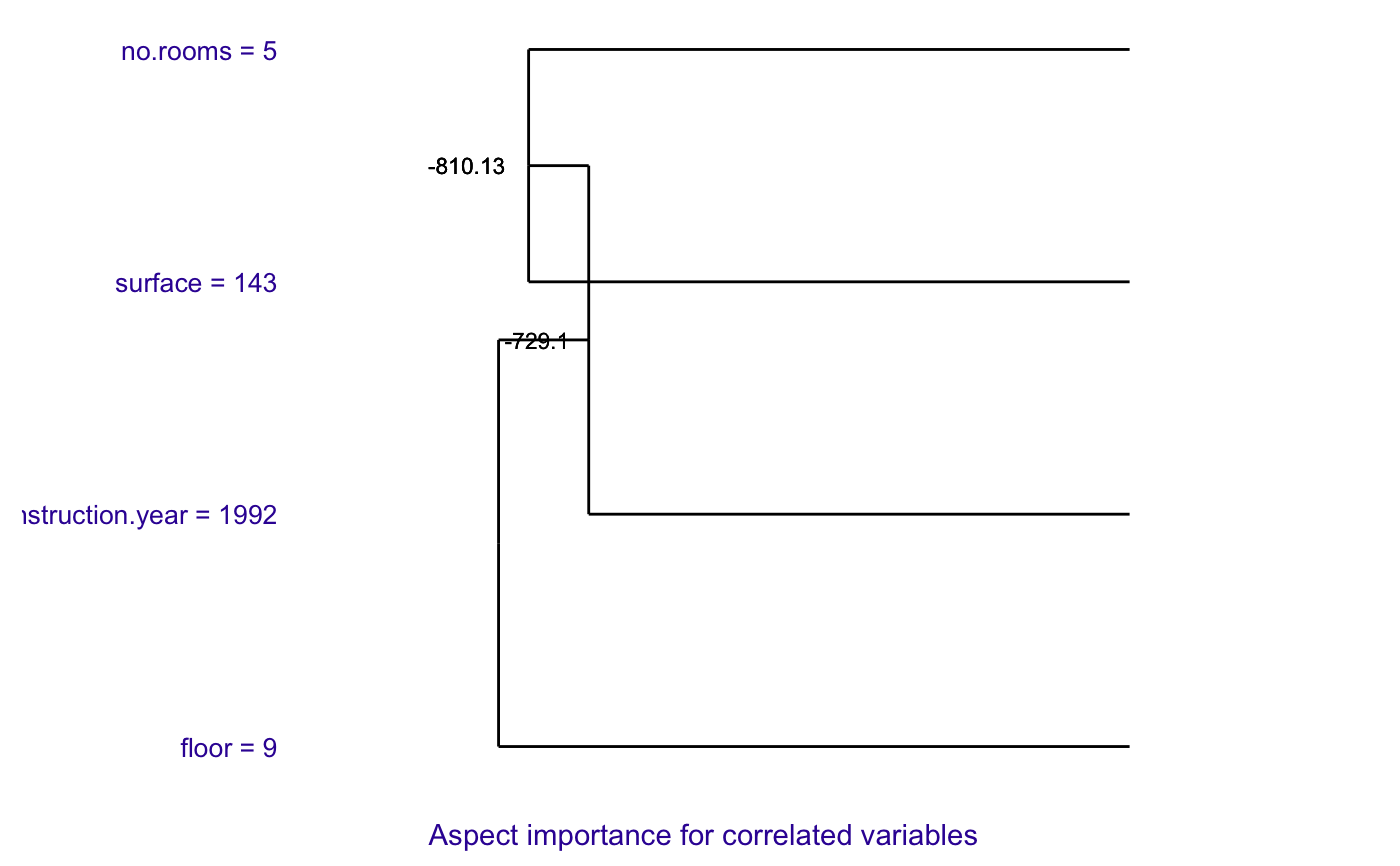 no.rooms = 5
-810.13
surface = 143
-729.1
nstruction.year = 1992
floor = 9
Aspect importance for correlated variables